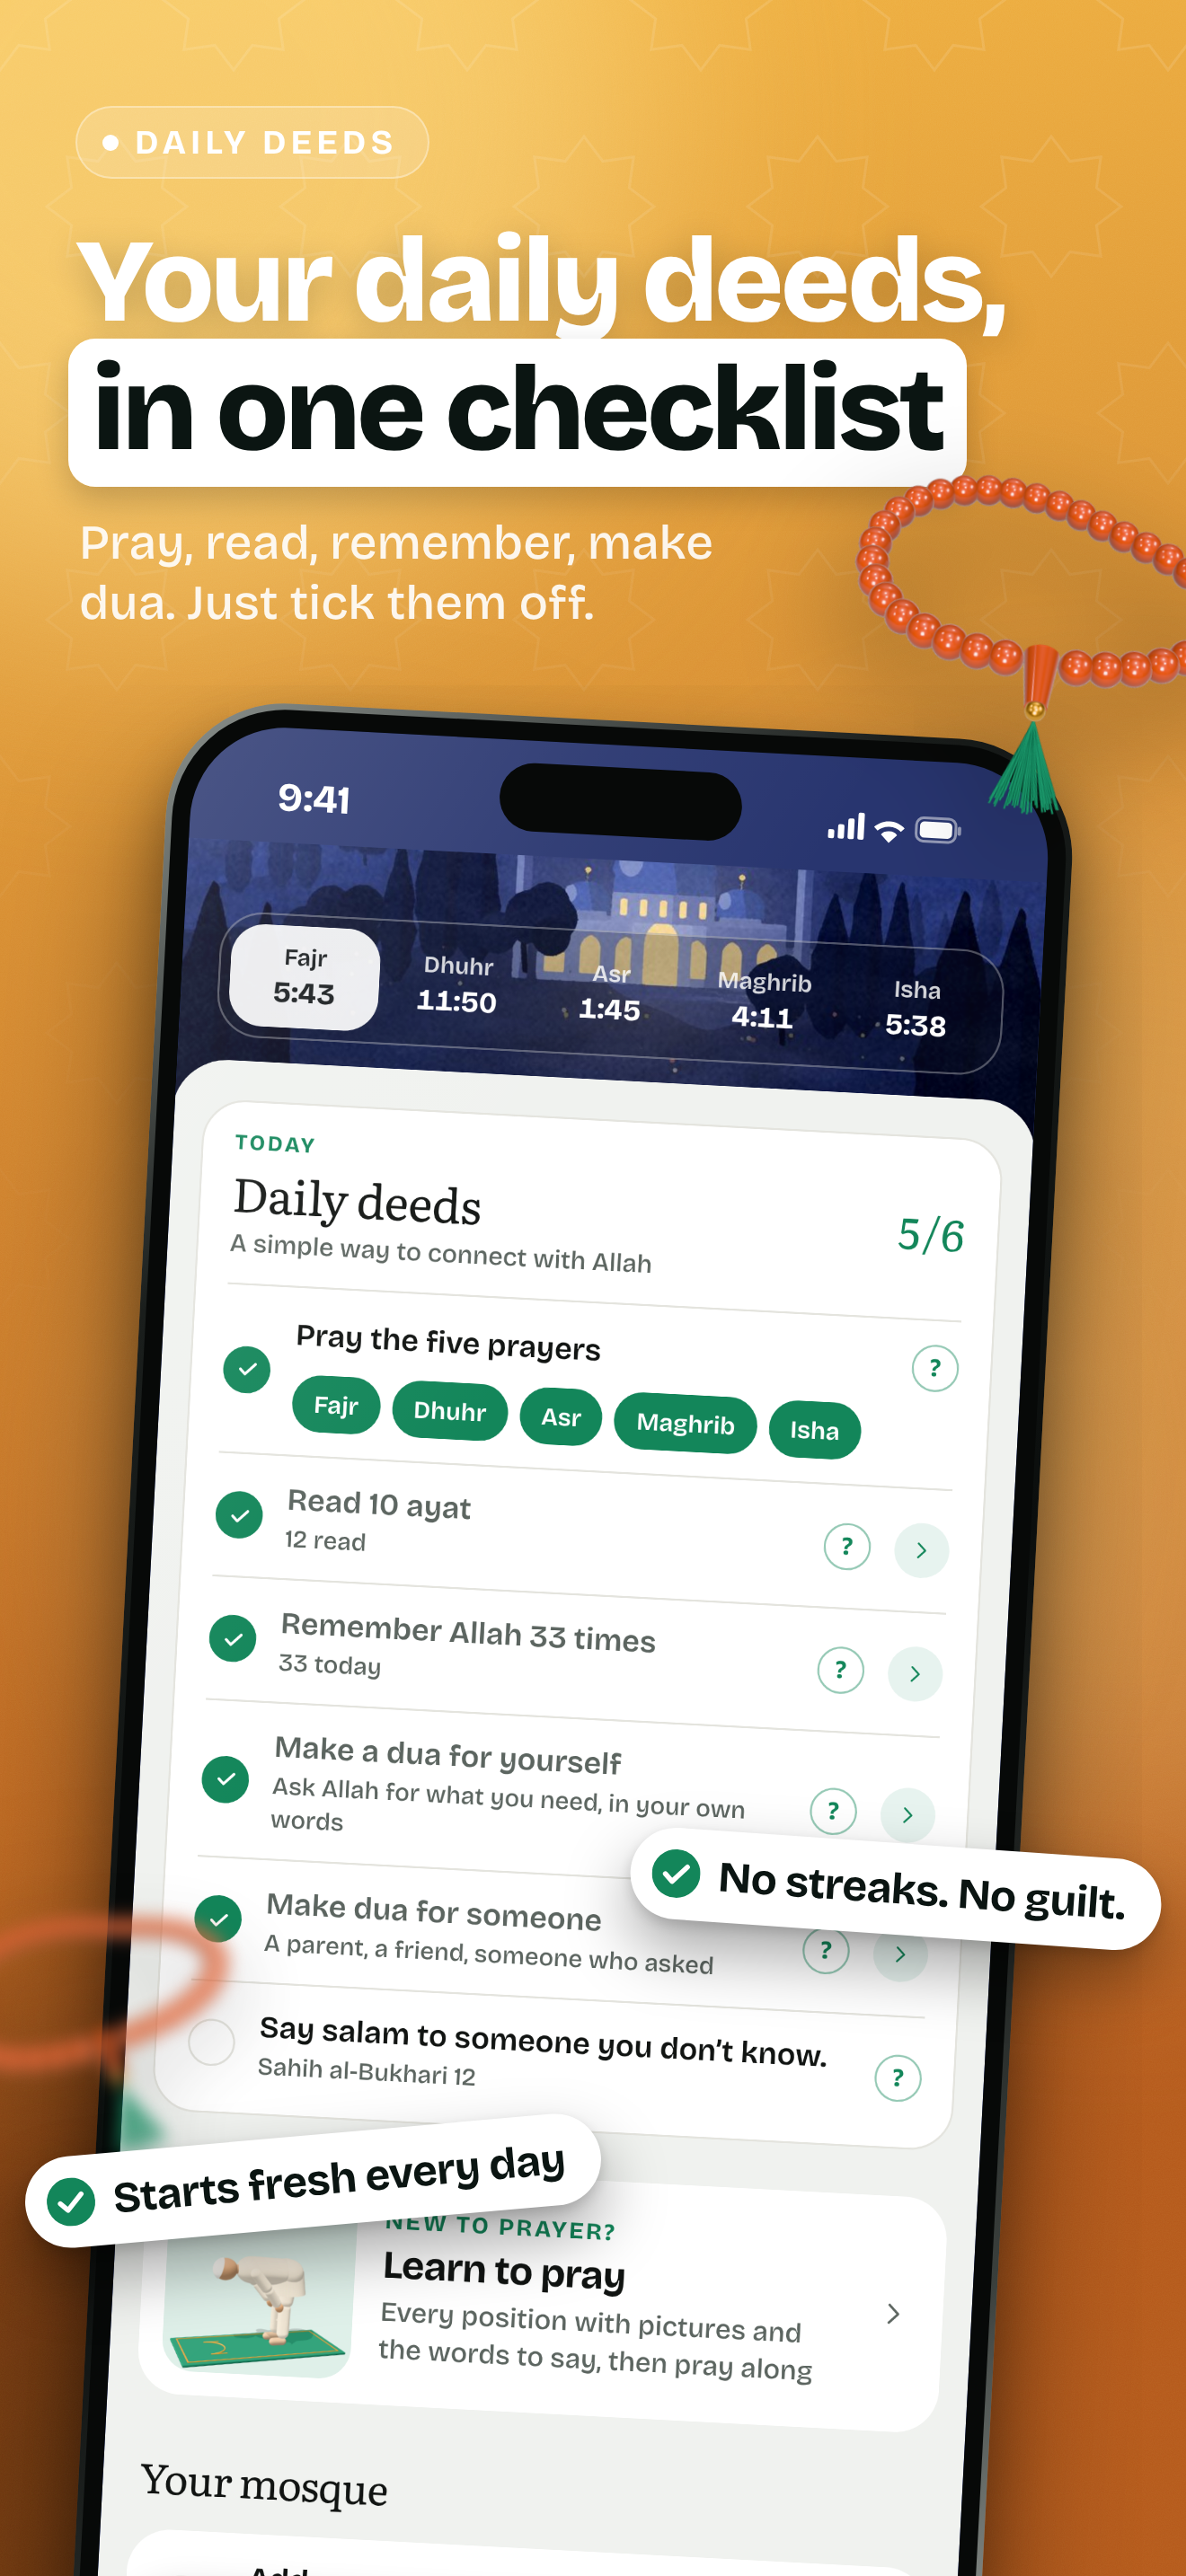 DAILY DEEDS
Your daily deeds,
in one checklist
Pray, read, remember, make
dua. Just tick them off.
9:41
Fajr
5:43
Dhuhr
11:50
Asr
1:45
Maghrib
4:11
Isha
5:38
TODAY
Daily deeds
5/6
A simple way to connect with Allah
Pray the five prayers
?
Fajr Dhuhr Asr Maghrib Isha
Read 10 ayat
12 read
?
Remember Allah 33 times
33 today
?
Make a dua for yourself
Ask Allah for what you need, in your own
words
?
No streaks. No guilt.
Make dua for someone
A parent, a friend, someone who asked
?
Say salam to someone you don’t know.
Sahih al-Bukhari 12
?
Starts fresh every day
NEW TO PRAYER?
Learn to pray
Every position with pictures and
the words to say, then pray along
Your mosque